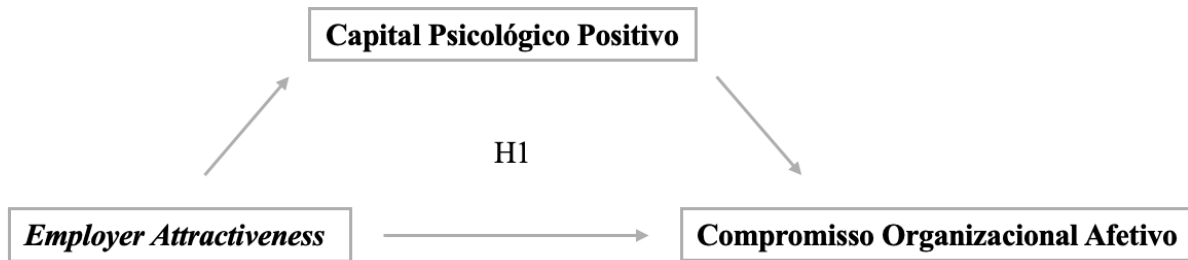 Capital Psicológico Positivo
H1
Employer Attractiveness
Compromisso Organizacional Afetivo